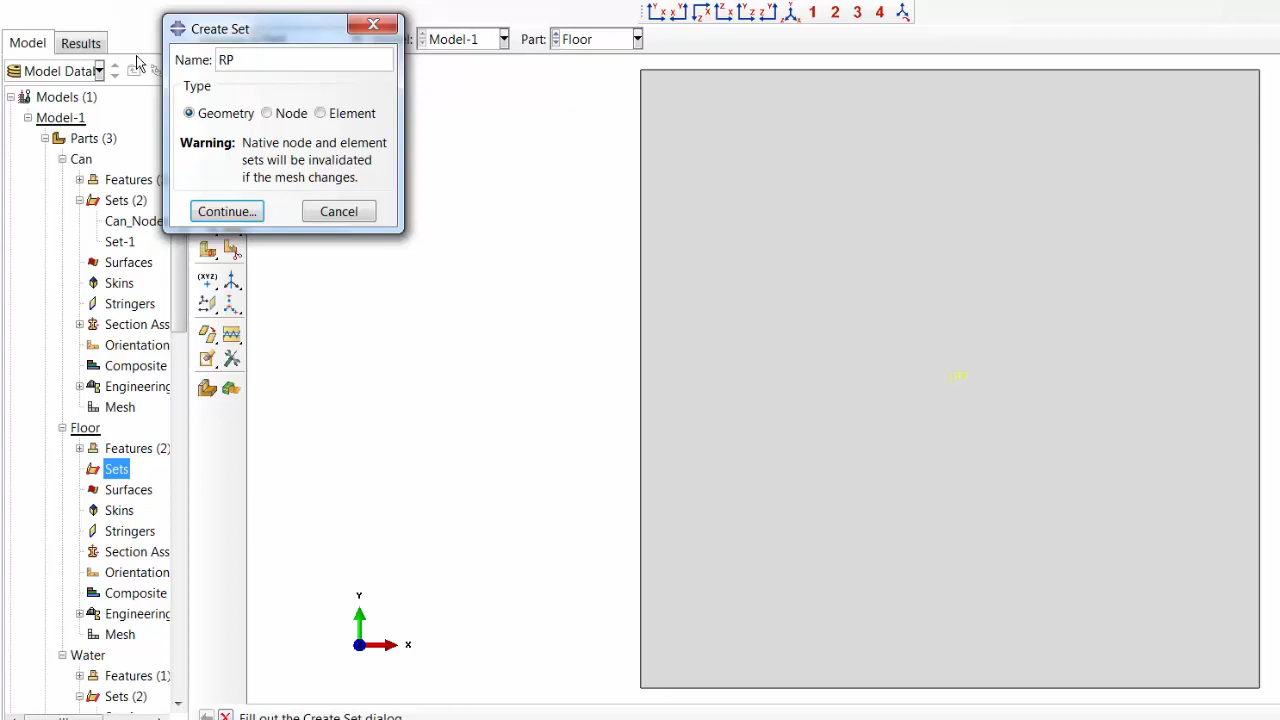 1 2 3 4
Create Set
Model Results
Model-1 Part: Floor
Name: RP
Model Datal
Type
Models (1)
Geometry Node Element
Model-1
Parts (3)
Warning: Native node and element
sets will be invalidated
if the mesh changes.
Can
Features (
Sets (2)
Continue... Cancel
Can_Node
Set-1
Surfaces
Skins
(XYZ)
Stringers
Section Ass
Orientation
Composite
Engineering
Mesh
Floor
Features (2)
Sets
Surfaces
Skins
Stringers
Section Ass
Orientation
Composite
Engineering
Mesh
Water
Features (1)
Sets (2)
Y
X
Fill out the Create Set dialog